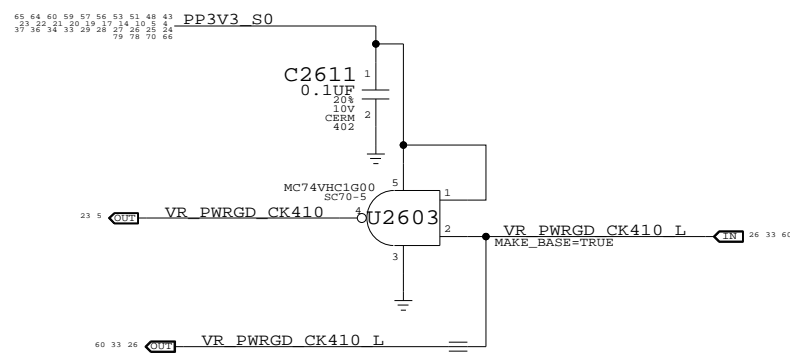 65 64 60 59 57 56 53 51 48 43
23 22 21 20 19 17 14 10 5 4
37 36 34 33 29 28 27 26 25 24
79 78 70 66
PP3V3_S0
C2611
0.1UF
20%
10V
CERM
402
1
2
MC74VHC1G00
SC70-5
5
1
23 5 OUT VR_PWRGD_CK410 4 U2603
2
VR_PWRGD_CK410_L IN 26 33 60
MAKE_BASE=TRUE
3
60 33 26 OUT VR_PWRGD_CK410_L